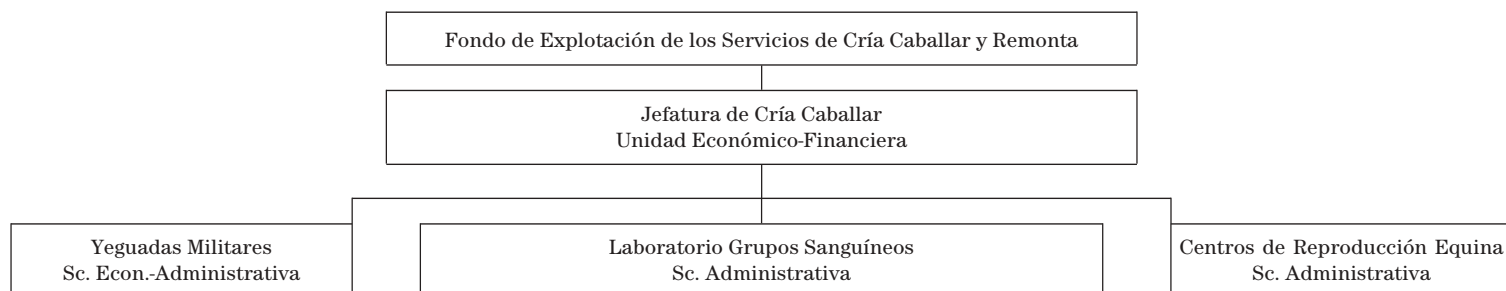 Fondo de Explotación de los Servicios de Cría Caballar y Remonta
Jefatura de Cría Caballar
Unidad Económico-Financiera
Yeguadas Militares
Sc. Econ.-Administrativa
Laboratorio Grupos Sanguíneos
Sc. Administrativa
Centros de Reproducción Equina
Sc. Administrativa